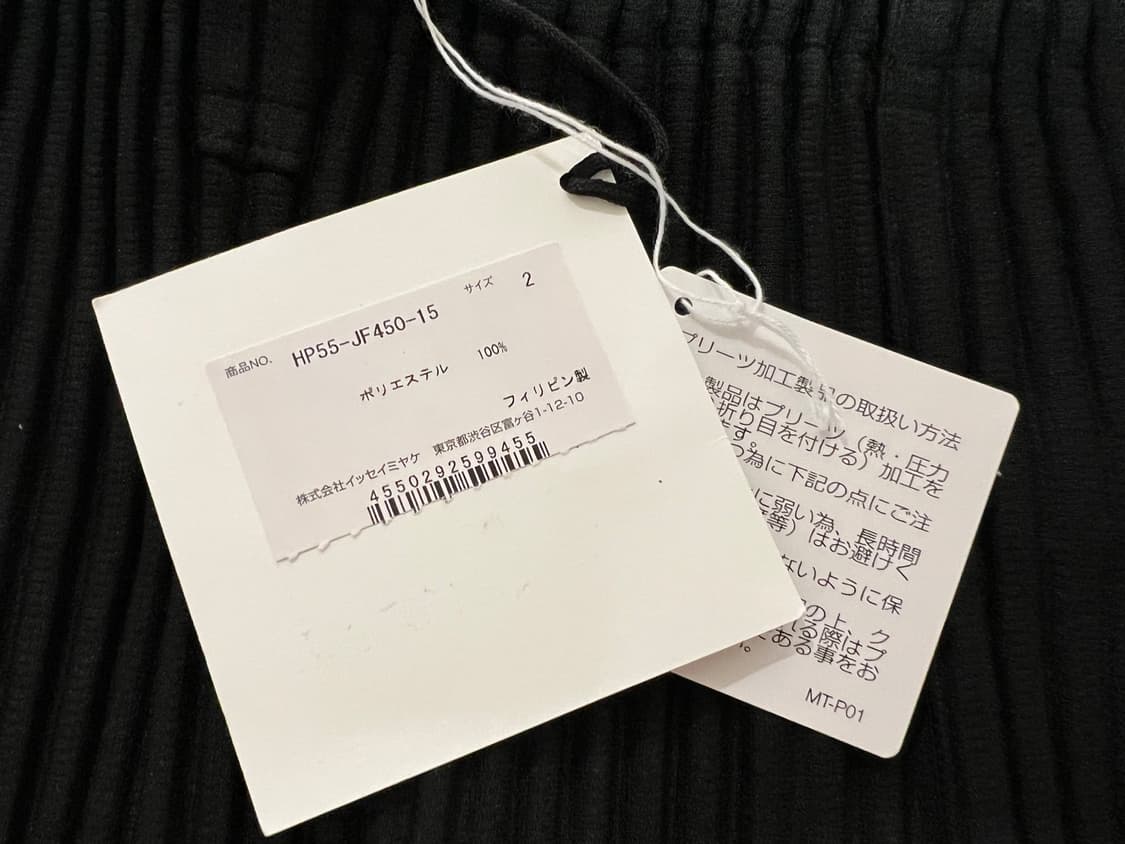 商品NO. HP55-JF450-15 サイズ 2
ポリエステル 100%
フィリピン製
株式会社イッセイミヤケ 東京都渋谷区富ヶ谷1-12-10
4550292599455
プリーツ加工製品の取扱い方法
製品はプリーツ(熱・圧力
折り目を付ける)加工を
す。
つ為に下記の点にご注
に弱い為、長時間
等)はお避けく
ないように保
の上、ク
る際はプ
ある事をお
MT-P01